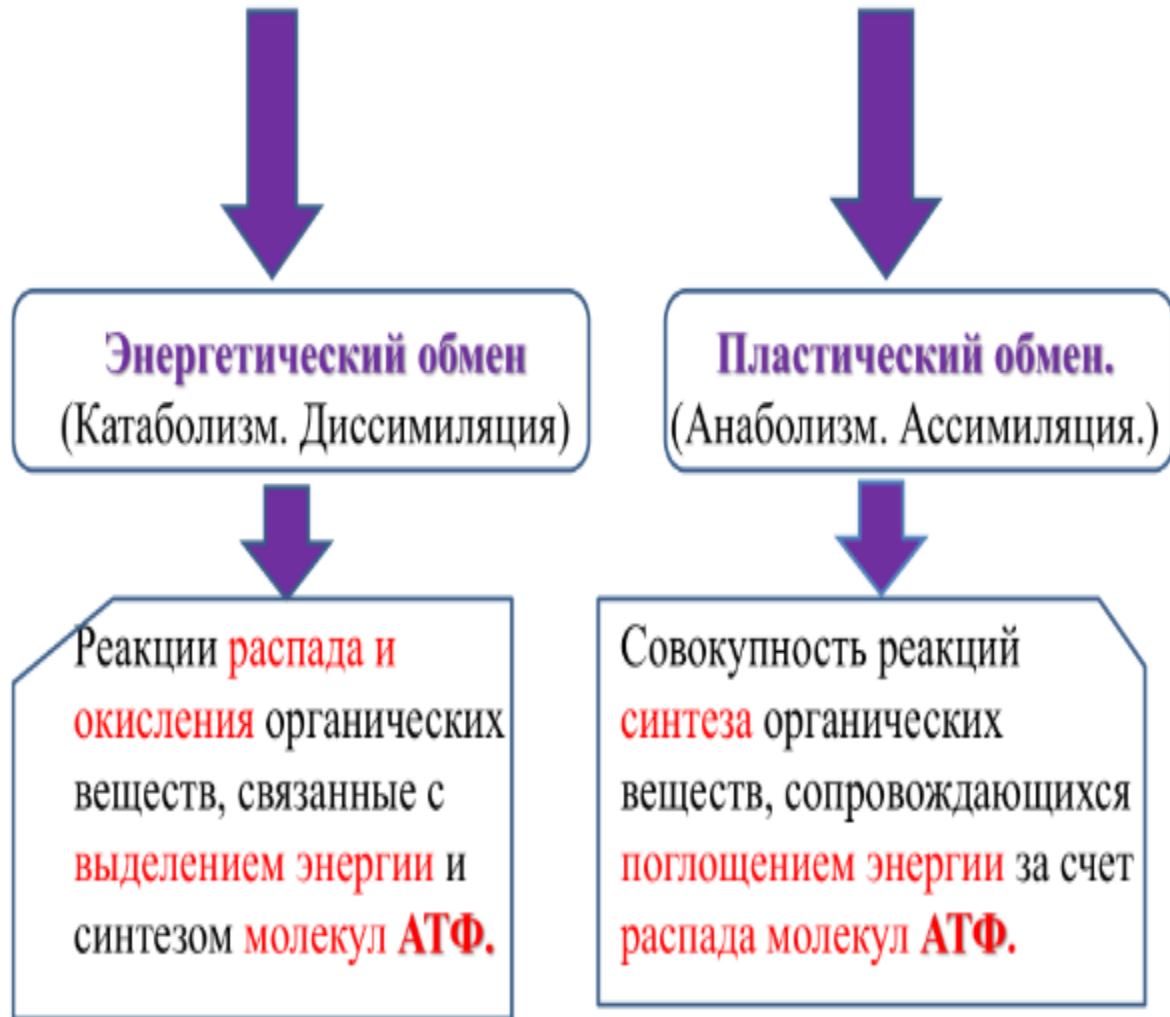 Энергетический обмен
(Катаболизм. Диссимиляция)
Пластический обмен.
(Анаболизм. Ассимиляция.)
Реакции распада и
окисления органических
веществ, связанные с
выделением энергии и
синтезом молекул АТФ.
Совокупность реакций
синтеза органических
веществ, сопровождающихся
поглощением энергии за счет
распада молекул АТФ.